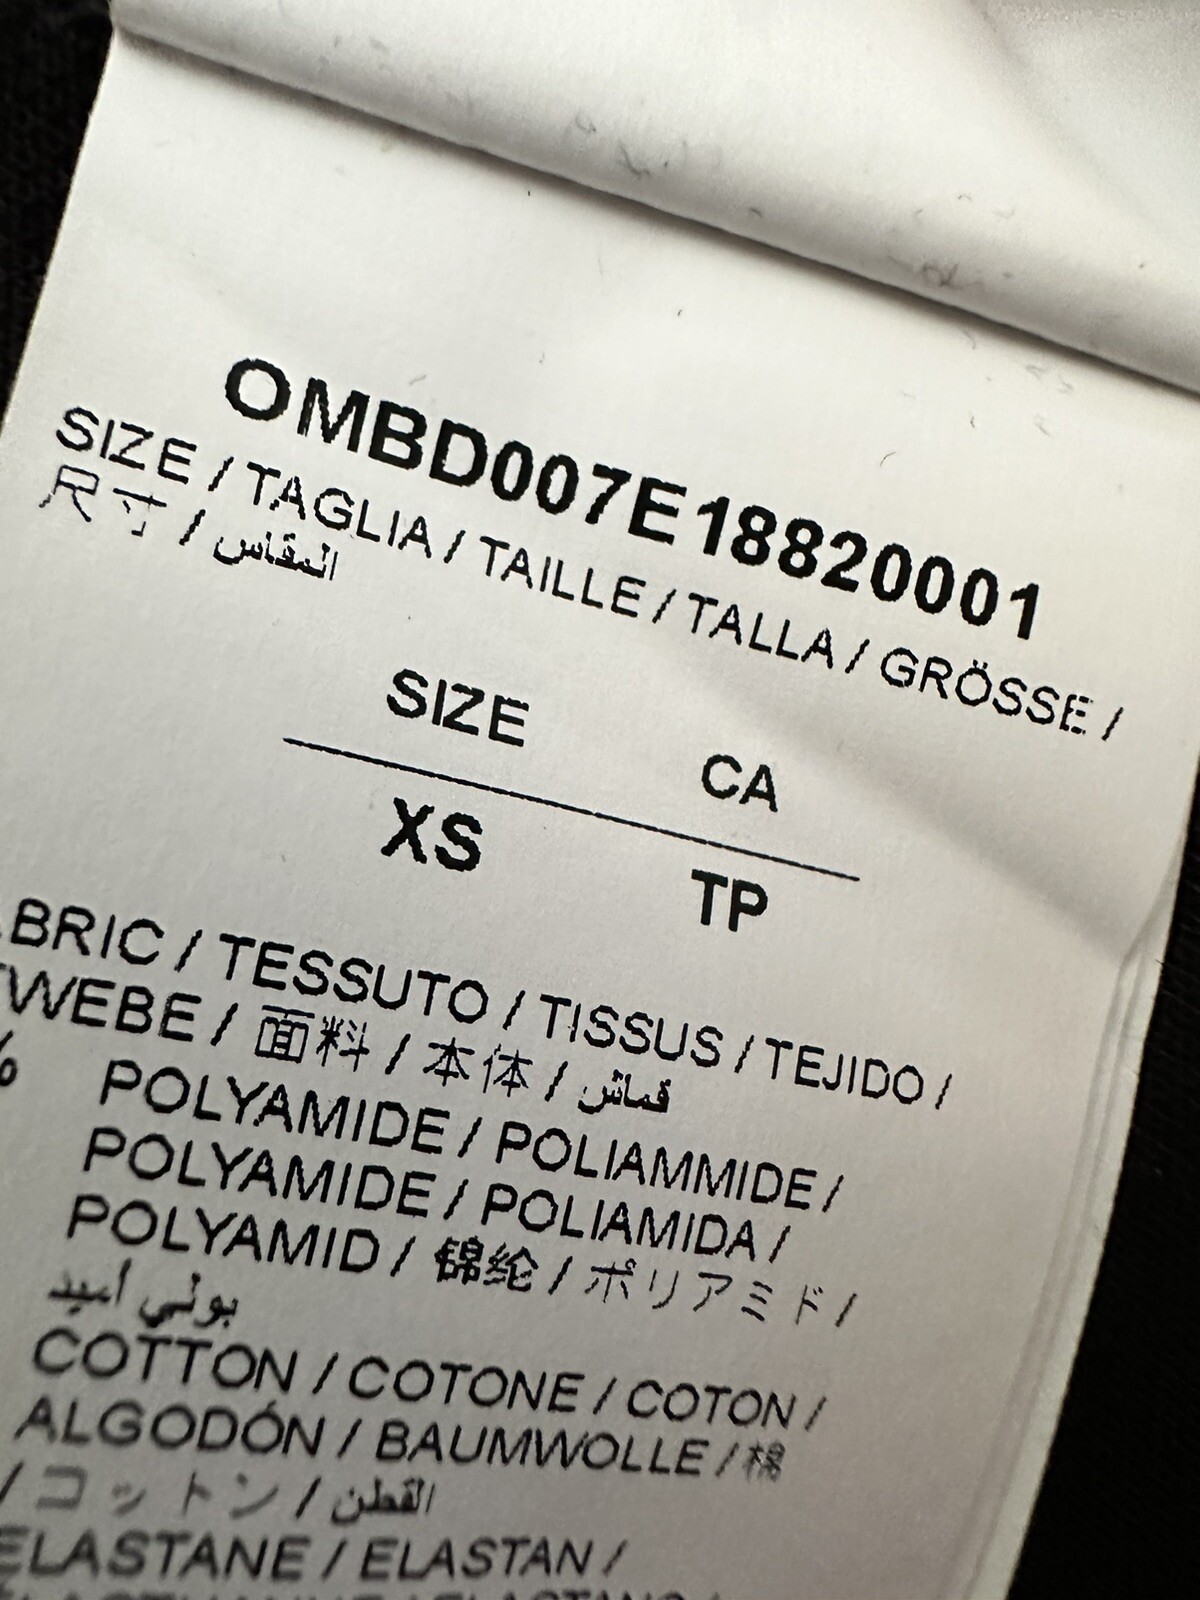 OMBD007E18820001
SIZE / TAGLIA / TAILLE / TALLA / GRÖSSE /
尺寸 / المقاس
SIZE CA
XS TP
BRIC / TESSUTO / TISSUS / TEJIDO /
WEBE / 面料 / 本体 / قماش
% POLYAMIDE / POLIAMMIDE /
POLYAMIDE / POLIAMIDA /
POLYAMID / 锦纶 / ポリアミド /
بولي أميد
COTTON / COTONE / COTON /
ALGODÓN / BAUMWOLLE / 棉
/ コットン / القطن
ELASTANE / ELASTAN /